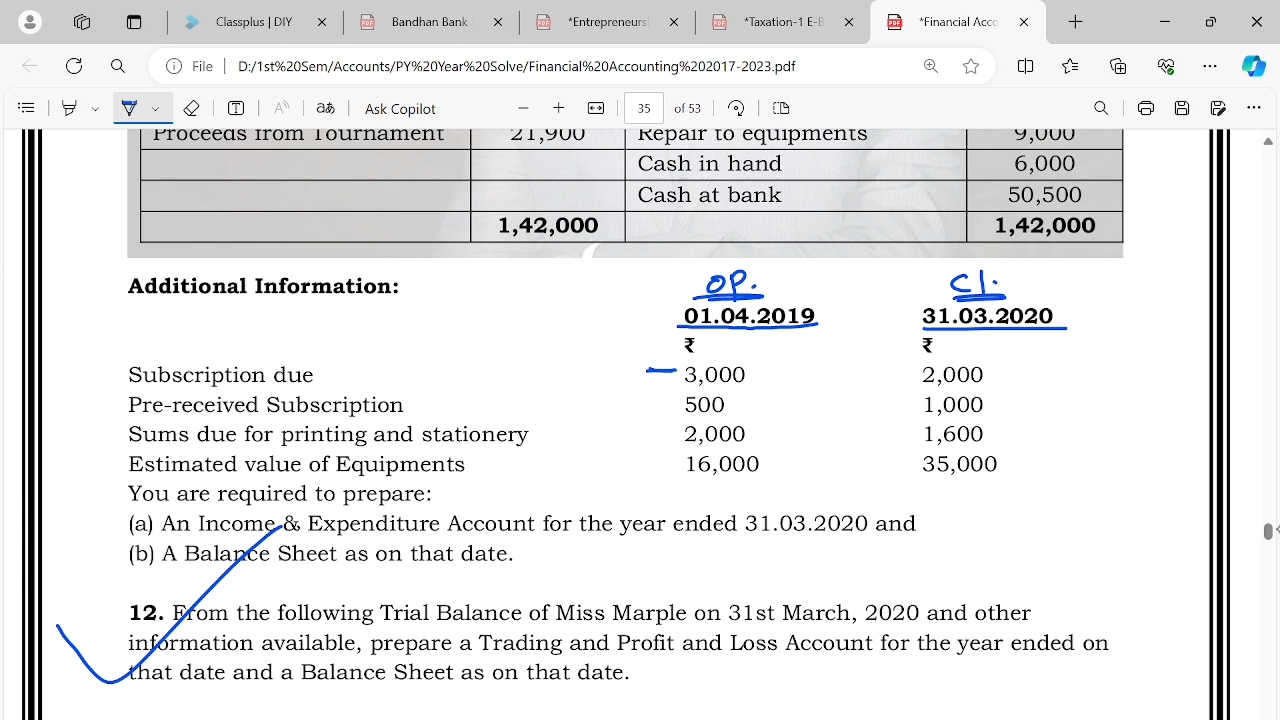 Classplus | DIY Bandhan Bank *Entrepreneurs *Taxation-1 E-B *Financial Acco
File D:/1st%20Sem/Accounts/PY%20Year%20Solve/Financial%20Accounting%202017-2023.pdf
Ask Copilot 35 of 53
Proceeds from Tournament 21,900 Repair to equipments 9,000
Cash in hand 6,000
Cash at bank 50,500
1,42,000 1,42,000
Additional Information: OP. Cl.
01.04.2019 31.03.2020
₹ ₹
Subscription due 3,000 2,000
Pre-received Subscription 500 1,000
Sums due for printing and stationery 2,000 1,600
Estimated value of Equipments 16,000 35,000
You are required to prepare:
(a) An Income & Expenditure Account for the year ended 31.03.2020 and
(b) A Balance Sheet as on that date.
12. From the following Trial Balance of Miss Marple on 31st March, 2020 and other
information available, prepare a Trading and Profit and Loss Account for the year ended on
that date and a Balance Sheet as on that date.